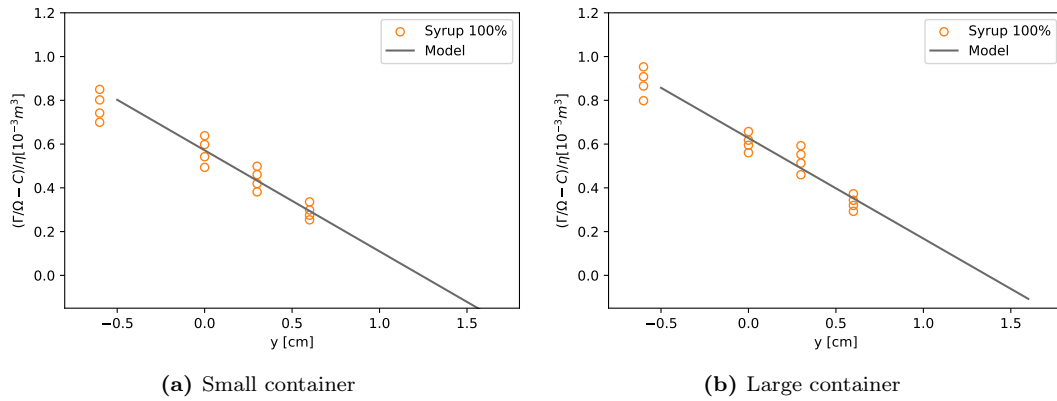 1.2
1.0
0.8
0.6
0.4
0.2
0.0
(Γ/Ω − C)/η[10⁻³m³]
Syrup 100%
Model
−0.5 0.0 0.5 1.0 1.5
y [cm]
(a) Small container
1.2
1.0
0.8
0.6
0.4
0.2
0.0
(Γ/Ω − C)/η[10⁻³m³]
Syrup 100%
Model
−0.5 0.0 0.5 1.0 1.5
y [cm]
(b) Large container